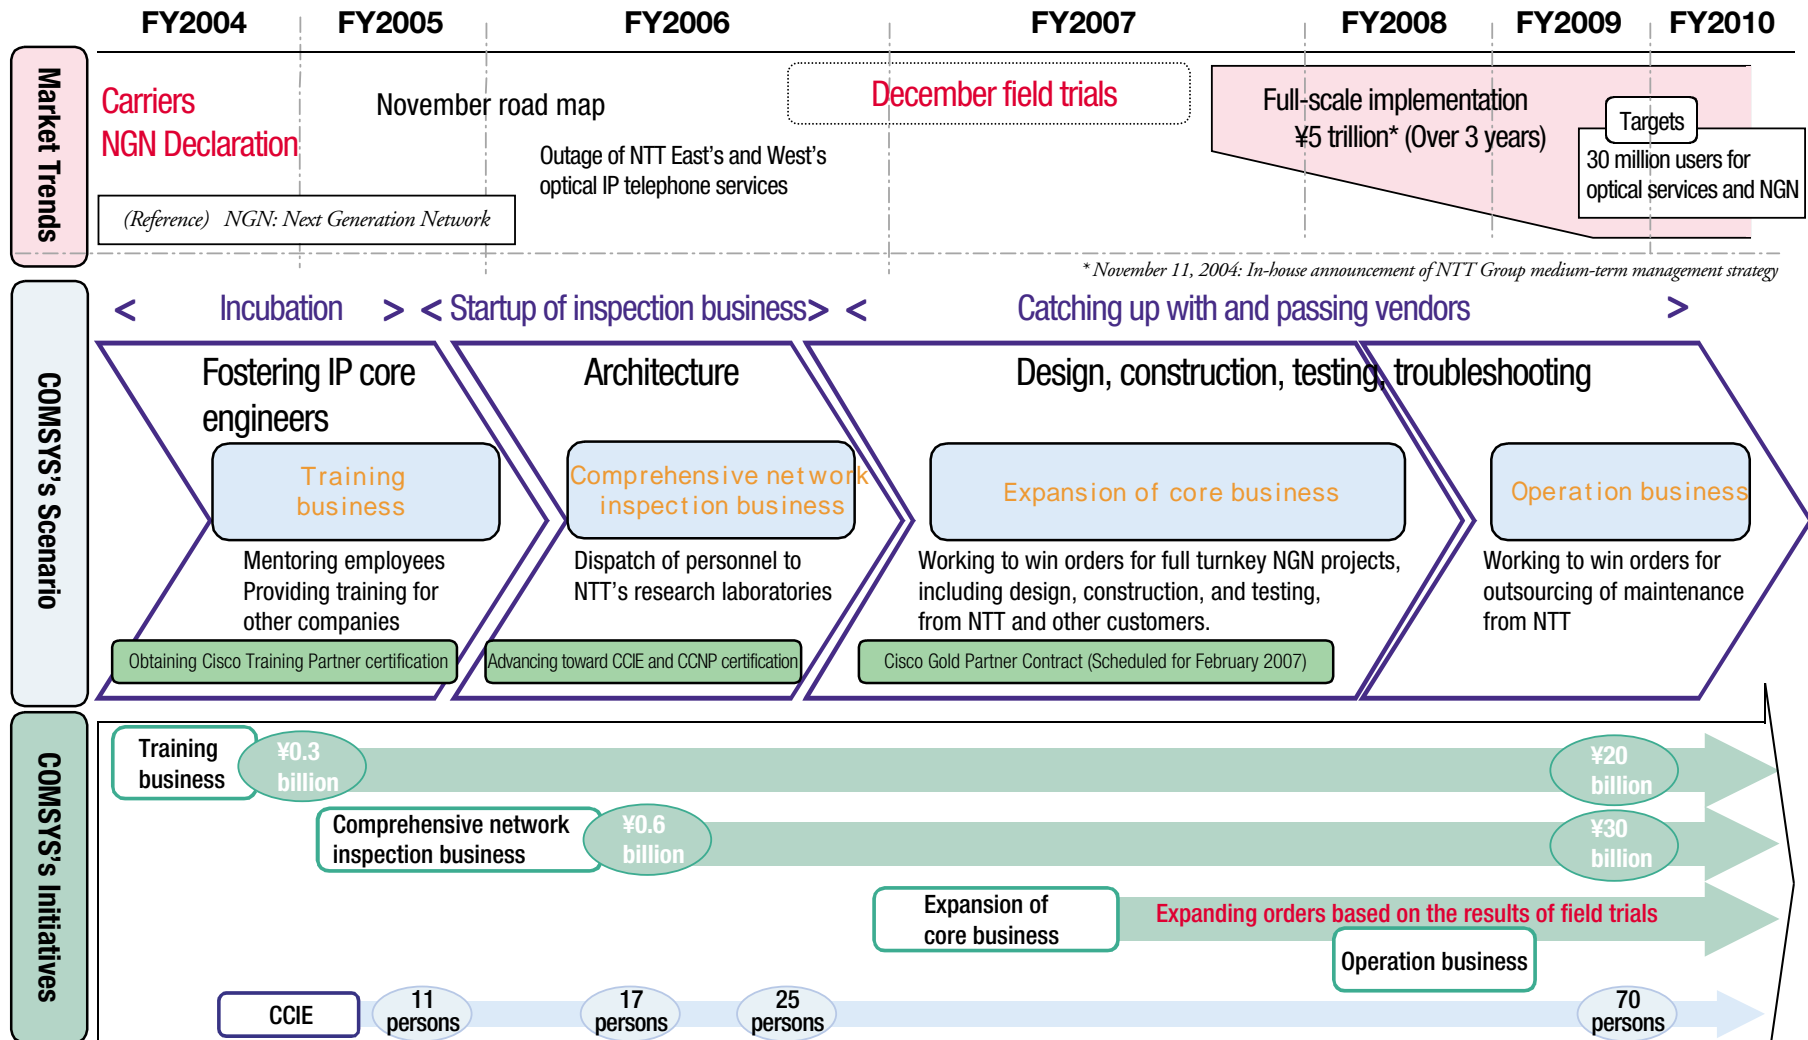 FY2004 FY2005 FY2006 FY2007 FY2008 FY2009 FY2010
Market Trends
Carriers
NGN Declaration
November road map
Outage of NTT East's and West's
optical IP telephone services
December field trials
Full-scale implementation
¥5 trillion* (Over 3 years)
Targets
30 million users for
optical services and NGN
(Reference) NGN: Next Generation Network
* November 11, 2004: In-house announcement of NTT Group medium-term management strategy
COMSYS's Scenario
< Incubation >
< Startup of inspection business >
< Catching up with and passing vendors >
Fostering IP core
engineers
Training
business
Mentoring employees
Providing training for
other companies
Obtaining Cisco Training Partner certification
Architecture
Comprehensive network
inspection business
Dispatch of personnel to
NTT's research laboratories
Advancing toward CCIE and CCNP certification
Design, construction, testing, troubleshooting
Expansion of core business
Working to win orders for full turnkey NGN projects,
including design, construction, and testing,
from NTT and other customers.
Cisco Gold Partner Contract (Scheduled for February 2007)
Operation business
Working to win orders for
outsourcing of maintenance
from NTT
COMSYS's Initiatives
Training
business
¥0.3
billion
¥20
billion
Comprehensive network
inspection business
¥0.6
billion
¥30
billion
Expansion of
core business
Expanding orders based on the results of field trials
Operation business
CCIE
11
persons
17
persons
25
persons
70
persons